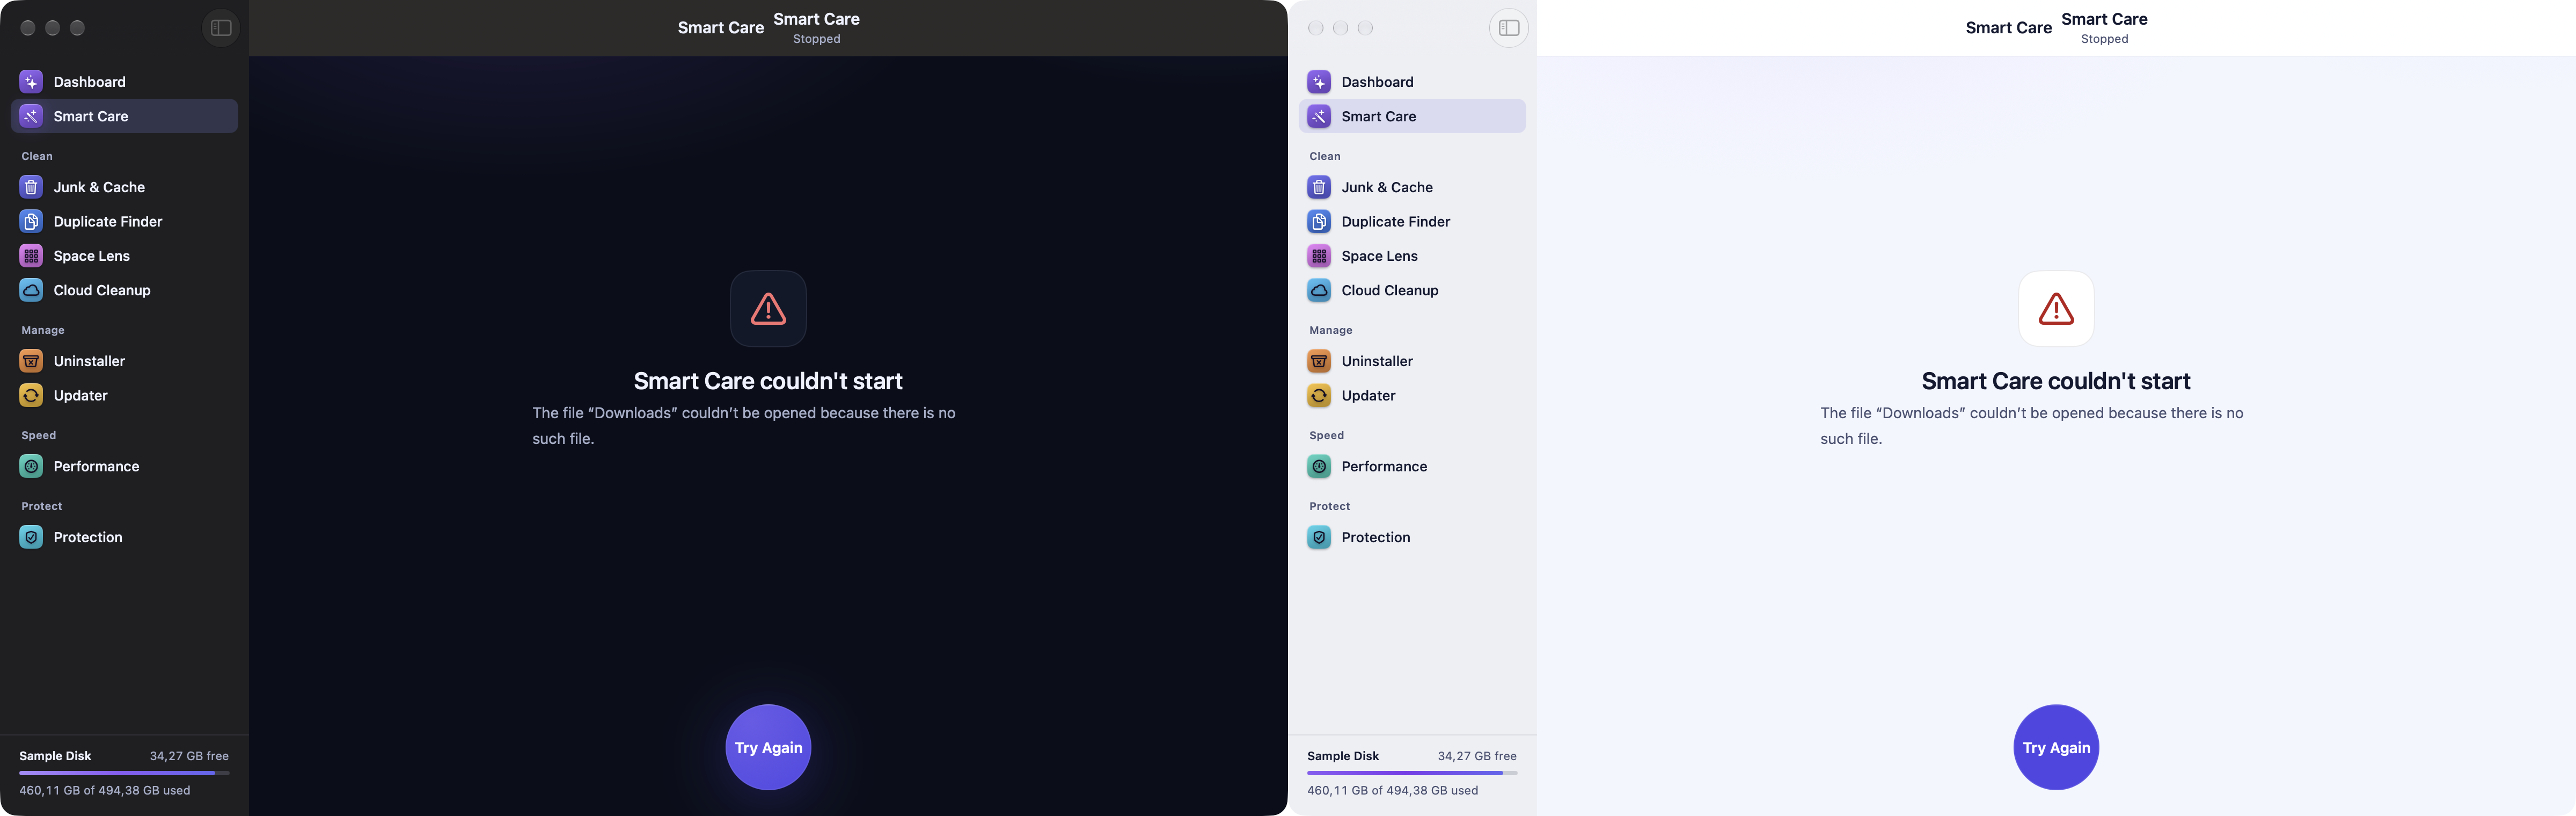 Smart Care
Smart Care
Stopped
Dashboard
Smart Care
Clean
Junk & Cache
Duplicate Finder
Space Lens
Cloud Cleanup
Manage
Uninstaller
Updater
Speed
Performance
Protect
Protection
Sample Disk 34,27 GB free
460,11 GB of 494,38 GB used
Smart Care couldn't start
The file “Downloads” couldn’t be opened because there is no
such file.
Try Again
Smart Care
Smart Care
Stopped
Dashboard
Smart Care
Clean
Junk & Cache
Duplicate Finder
Space Lens
Cloud Cleanup
Manage
Uninstaller
Updater
Speed
Performance
Protect
Protection
Sample Disk 34,27 GB free
460,11 GB of 494,38 GB used
Smart Care couldn't start
The file “Downloads” couldn’t be opened because there is no
such file.
Try Again